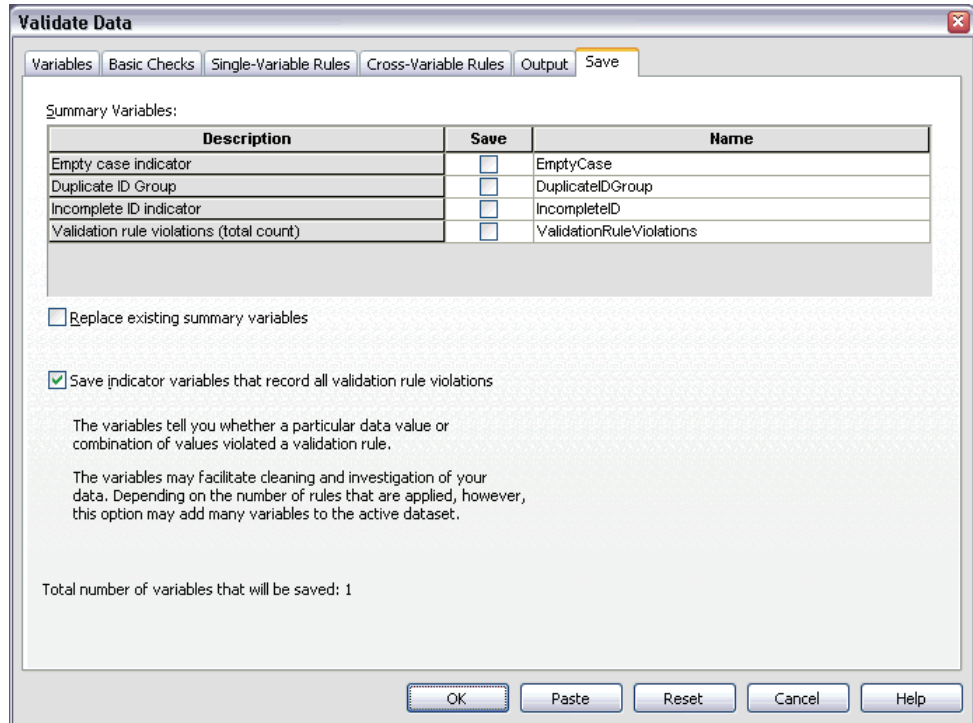 Validate Data
Variables Basic Checks Single-Variable Rules Cross-Variable Rules Output Save
Summary Variables:
Description Save Name
Empty case indicator EmptyCase
Duplicate ID Group DuplicateIDGroup
Incomplete ID indicator IncompleteID
Validation rule violations (total count) ValidationRuleViolations
Replace existing summary variables
Save indicator variables that record all validation rule violations
The variables tell you whether a particular data value or
combination of values violated a validation rule.
The variables may facilitate cleaning and investigation of your
data. Depending on the number of rules that are applied, however,
this option may add many variables to the active dataset.
Total number of variables that will be saved: 1
OK Paste Reset Cancel Help